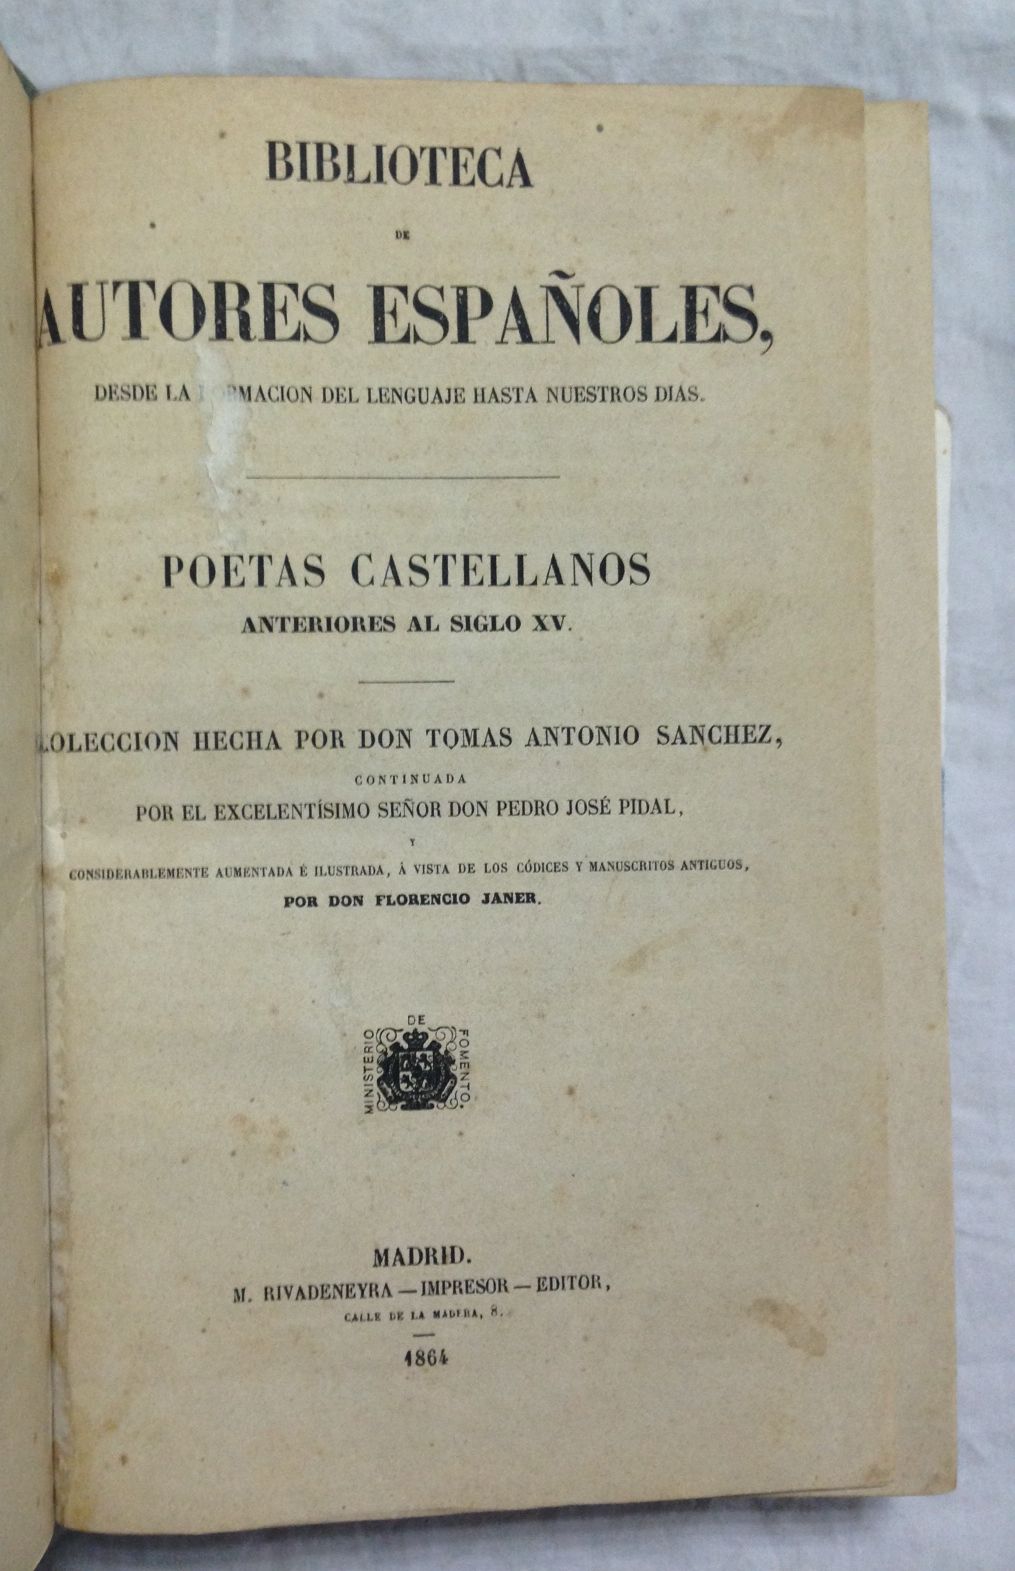 BIBLIOTECA
DE
AUTORES ESPAÑOLES,
DESDE LA FORMACION DEL LENGUAJE HASTA NUESTROS DIAS.
POETAS CASTELLANOS
ANTERIORES AL SIGLO XV.
COLECCION HECHA POR DON TOMAS ANTONIO SANCHEZ,
CONTINUADA
POR EL EXCELENTÍSIMO SEÑOR DON PEDRO JOSÉ PIDAL,
Y
CONSIDERABLEMENTE AUMENTADA É ILUSTRADA, Á VISTA DE LOS CÓDICES Y MANUSCRITOS ANTIGUOS,
POR DON FLORENCIO JANER.
MINISTERIO DE FOMENTO.
MADRID.
M. RIVADENEYRA — IMPRESOR — EDITOR,
CALLE DE LA MADERA, 8.
1864